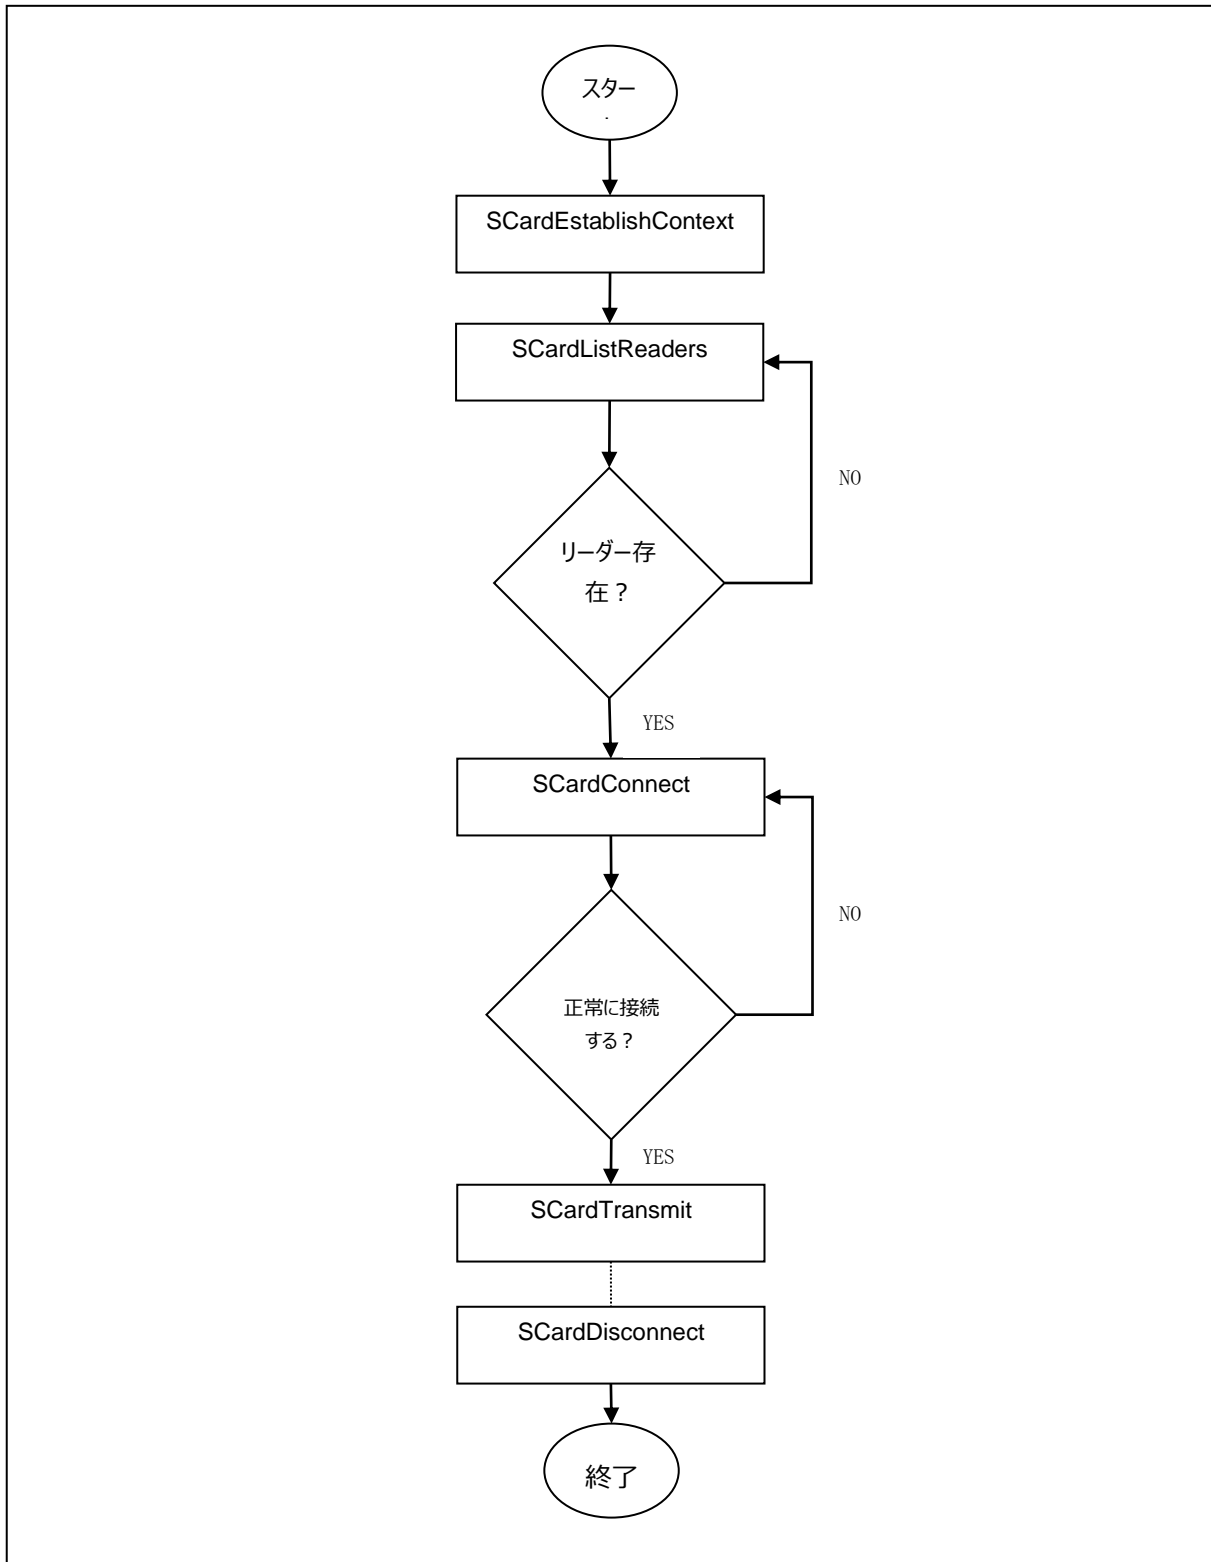 スター
SCardEstablishContext
SCardListReaders
NO
リーダー存
在？
YES
SCardConnect
NO
正常に接続
する？
YES
SCardTransmit
SCardDisconnect
終了